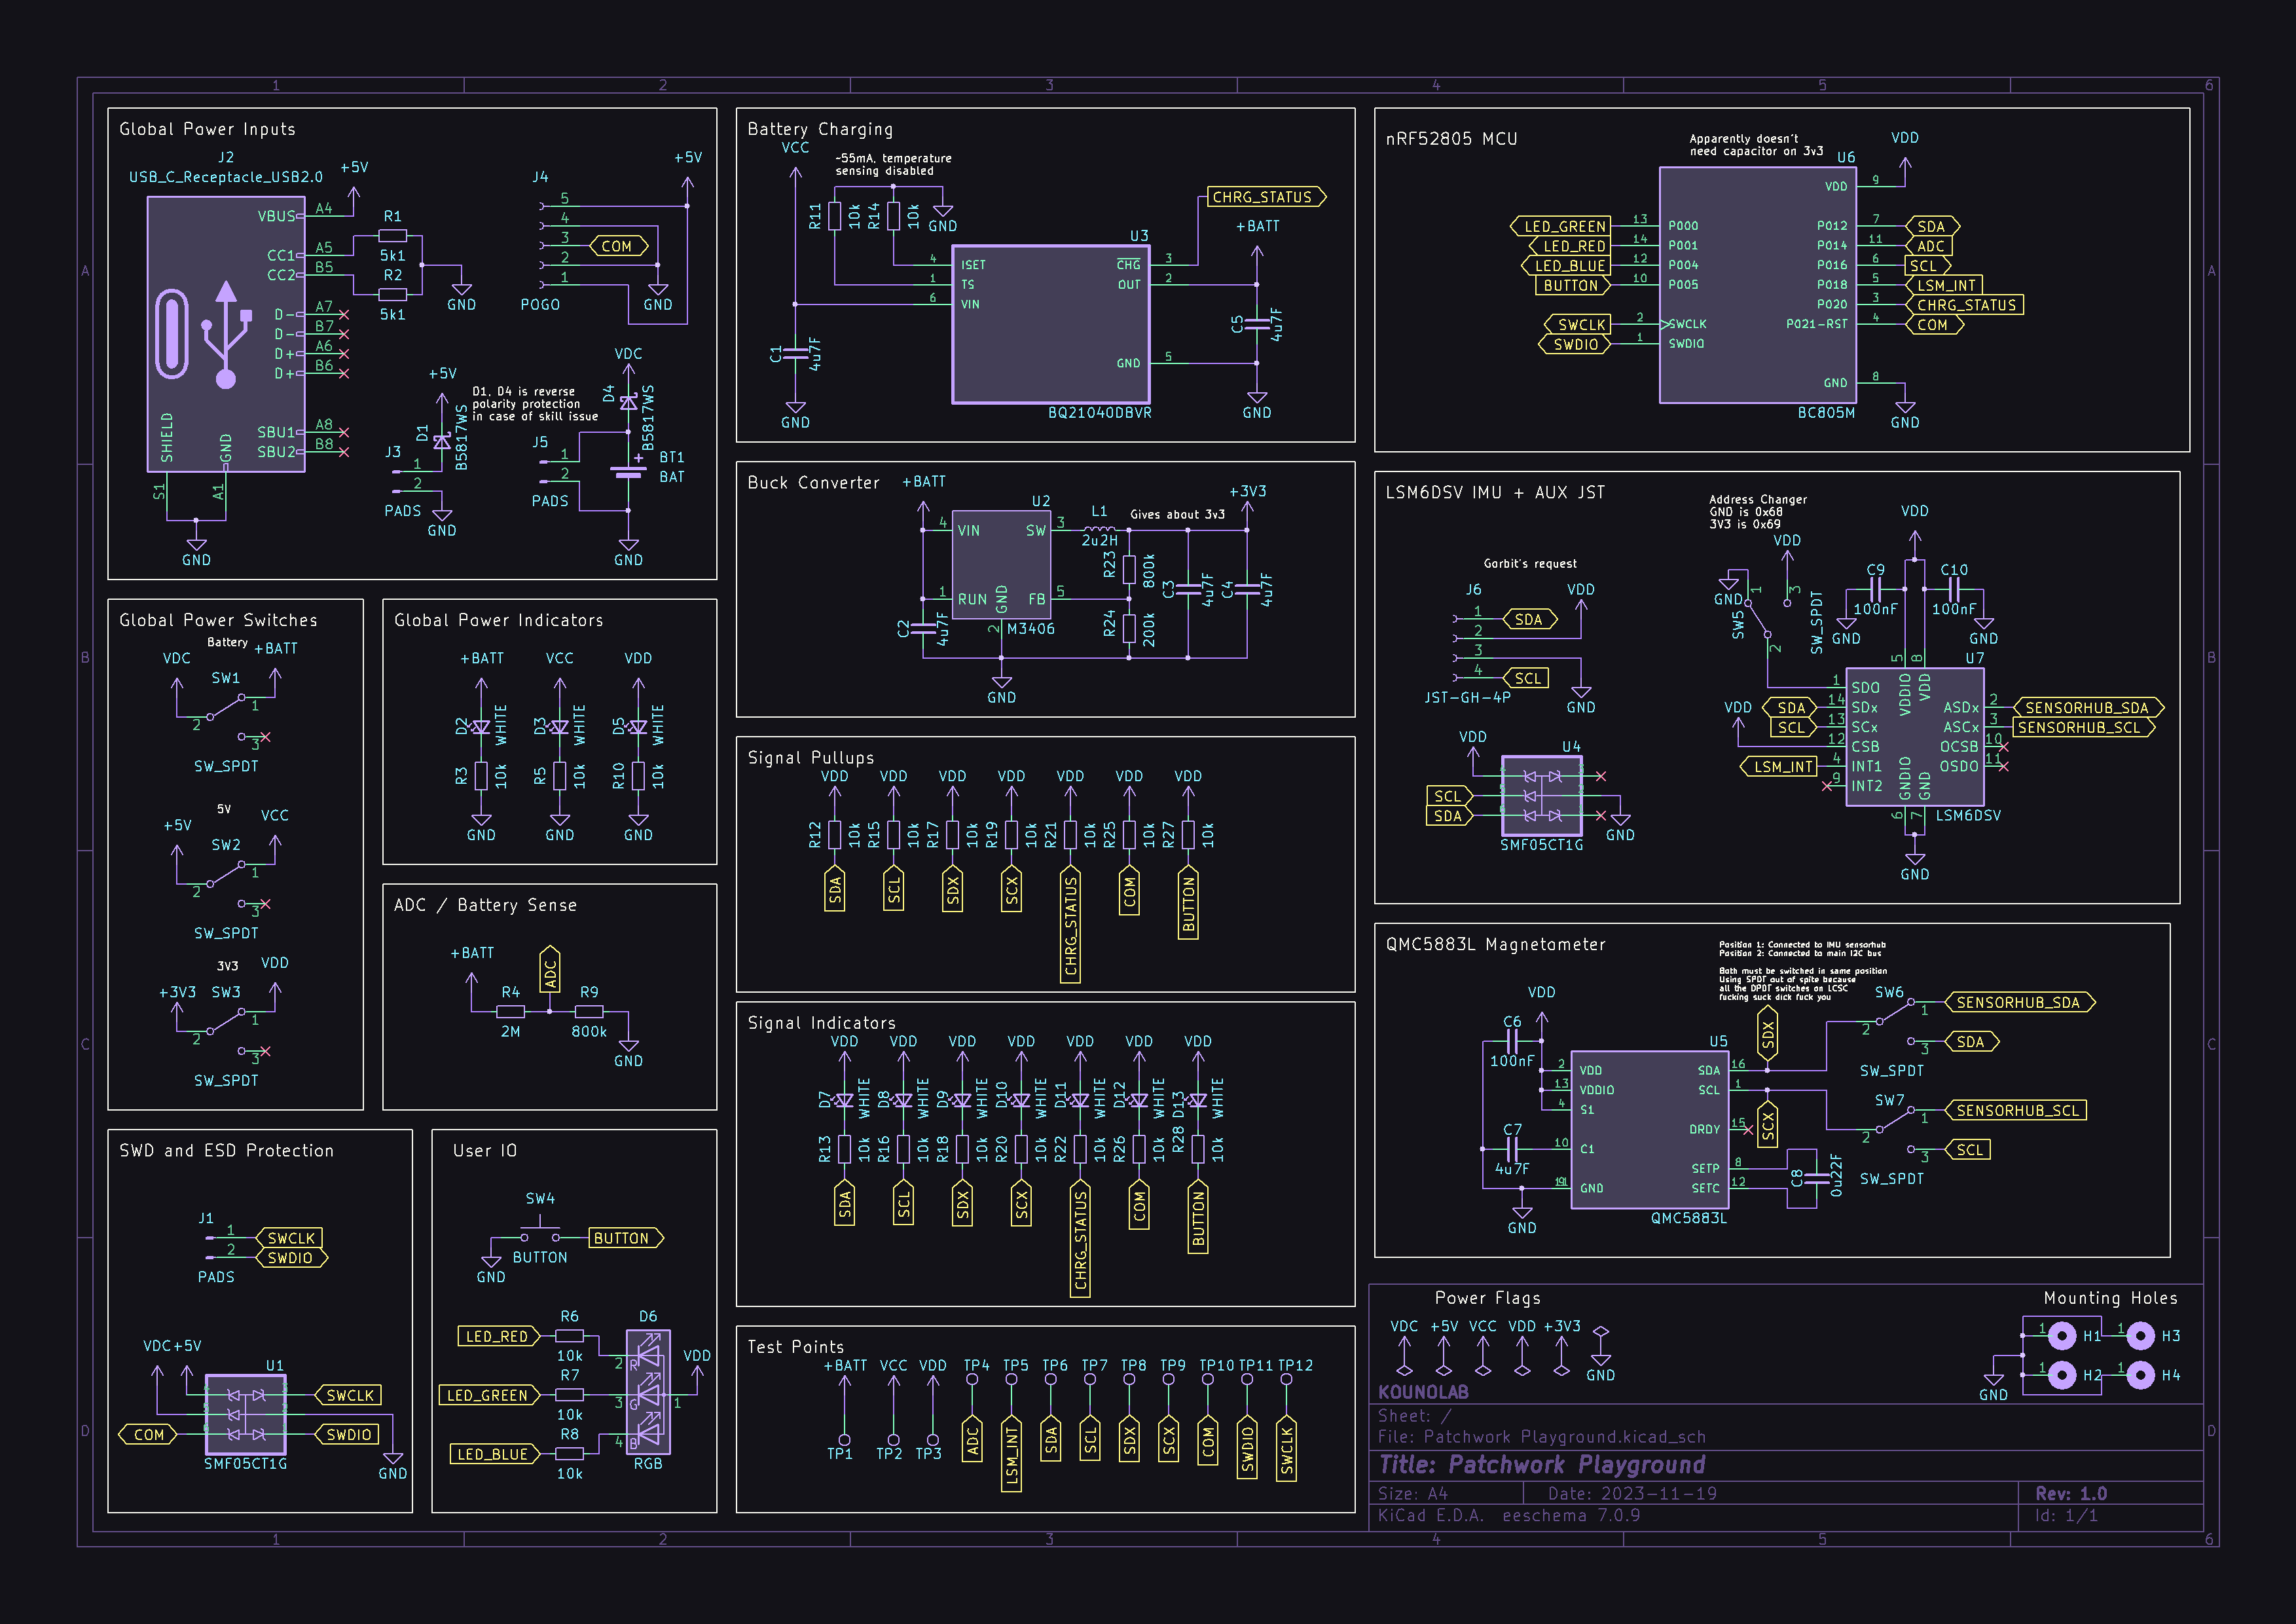 1 2 3 4 5 6
A
B
C
D
Global Power Inputs
J2
USB_C_Receptacle_USB2.0
+5V
VBUS A4
CC1 A5
CC2 B5
D- A7
D- B7
D+ A6
D+ B6
SBU1 A8
SBU2 B8
SHIELD
GND
S1
A1
GND
R1
5k1
R2
5k1
GND
J4
+5V
5
4
3 COM
2
1
POGO
GND
+5V
D1
B5817WS
J3
1
2
PADS
GND
D1, D4 is reverse
polarity protection
in case of skill issue
VDC
D4
B5817WS
J5
1
2
PADS
BT1
BAT
+
GND
Global Power Switches
Battery
VDC
+BATT
SW1
1
2
3
SW_SPDT
5V
+5V
VCC
SW2
1
2
3
SW_SPDT
3V3
+3V3
VDD
SW3
1
2
3
SW_SPDT
Global Power Indicators
+BATT VCC VDD
D2 WHITE D3 WHITE D5 WHITE
R3 10k R5 10k R10 10k
GND GND GND
ADC / Battery Sense
+BATT
ADC
R4 R9
2M 800k
GND
SWD and ESD Protection
J1
1 SWCLK
2 SWDIO
PADS
VDC +5V
U1
SWCLK
COM
SWDIO
SMF05CT1G
GND
User IO
SW4
BUTTON
BUTTON
GND
LED_RED R6 10k
LED_GREEN R7 10k
LED_BLUE R8 10k
D6
2 R
3 G
4 B
1
VDD
RGB
Battery Charging
VCC
~55mA, temperature
sensing disabled
R11 10k R14 10k
GND
CHRG_STATUS
+BATT
U3
4 ISET
1 TS
6 VIN
CHG 3
OUT 2
GND 5
BQ21040DBVR
C1 4u7F
GND
C5 4u7F
GND
Buck Converter
+BATT
U2
4 VIN
SW 3
1 RUN
FB 5
GND
2
M3406
L1
2u2H
Gives about 3v3
+3V3
R23 800k
R24 200k
C2 4u7F
C3 4u7F
C4 4u7F
GND
Signal Pullups
VDD VDD VDD VDD VDD VDD VDD
R12 10k R15 10k R17 10k R19 10k R21 10k R25 10k R27 10k
SDA SCL SDX SCX CHRG_STATUS COM BUTTON
Signal Indicators
VDD VDD VDD VDD VDD VDD VDD
D7 WHITE D8 WHITE D9 WHITE D10 WHITE D11 WHITE D12 WHITE D13 WHITE
R13 10k R16 10k R18 10k R20 10k R22 10k R26 10k R28 10k
SDA SCL SDX SCX CHRG_STATUS COM BUTTON
Test Points
+BATT VCC VDD TP4 TP5 TP6 TP7 TP8 TP9 TP10 TP11 TP12
TP1 TP2 TP3 ADC LSM_INT SDA SCL SDX SCX COM SWDIO SWCLK
nRF52805 MCU
Apparently doesn't
need capacitor on 3v3
U6
VDD
VDD 9
LED_GREEN 13 P000
LED_RED 14 P001
LED_BLUE 12 P004
BUTTON 10 P005
SWCLK 2 SWCLK
SWDIO 1 SWDIO
P012 7 SDA
P014 11 ADC
P016 6 SCL
P018 5 LSM_INT
P020 3 CHRG_STATUS
P021-RST 4 COM
GND 8
BC805M
GND
LSM6DSV IMU + AUX JST
Address Changer
GND is 0x68
3V3 is 0x69
VDD
VDD
Garbit's request
J6
VDD
1 SDA
2
3
4 SCL
JST-GH-4P
GND
GND
SW5
1
3
2
SW_SPDT
C9 C10
100nF 100nF
GND GND
VDD
U4
SCL
SDA
SMF05CT1G
GND
U7
5 8
VDDIO VDD
1 SDO
SDA 14 SDx
SCL 13 SCx
VDD 12 CSB
LSM_INT 4 INT1
9 INT2
ASDx 2 SENSORHUB_SDA
ASCx 3 SENSORHUB_SCL
OCSB 10
OSDO 11
GNDIO GND
6 7
LSM6DSV
GND
QMC5883L Magnetometer
Position 1: Connected to IMU sensorhub
Position 2: Connected to main I2C bus
Both must be switched in same position
Using SPDT out of spite because
all the DPDT switches on LCSC
fucking suck dick fuck you
VDD
C6
100nF
C7
4u7F
U5
2 VDD
13 VDDIO
4 S1
10 C1
GND
SDA 16
SCL 1
DRDY 15
SETP 8
SETC 12
QMC5883L
GND
SDX
SCX
C8 0u22F
SW6
1 SENSORHUB_SDA
2
3 SDA
SW_SPDT
SW7
1 SENSORHUB_SCL
2
3 SCL
SW_SPDT
Power Flags
VDC +5V VCC VDD +3V3
GND
Mounting Holes
1 H1 1 H3
1 H2 1 H4
GND
KOUNOLAB
Sheet: /
File: Patchwork Playground.kicad_sch
Title: Patchwork Playground
Size: A4 Date: 2023-11-19 Rev: 1.0
KiCad E.D.A. eeschema 7.0.9 Id: 1/1
1 2 3 4 5 6